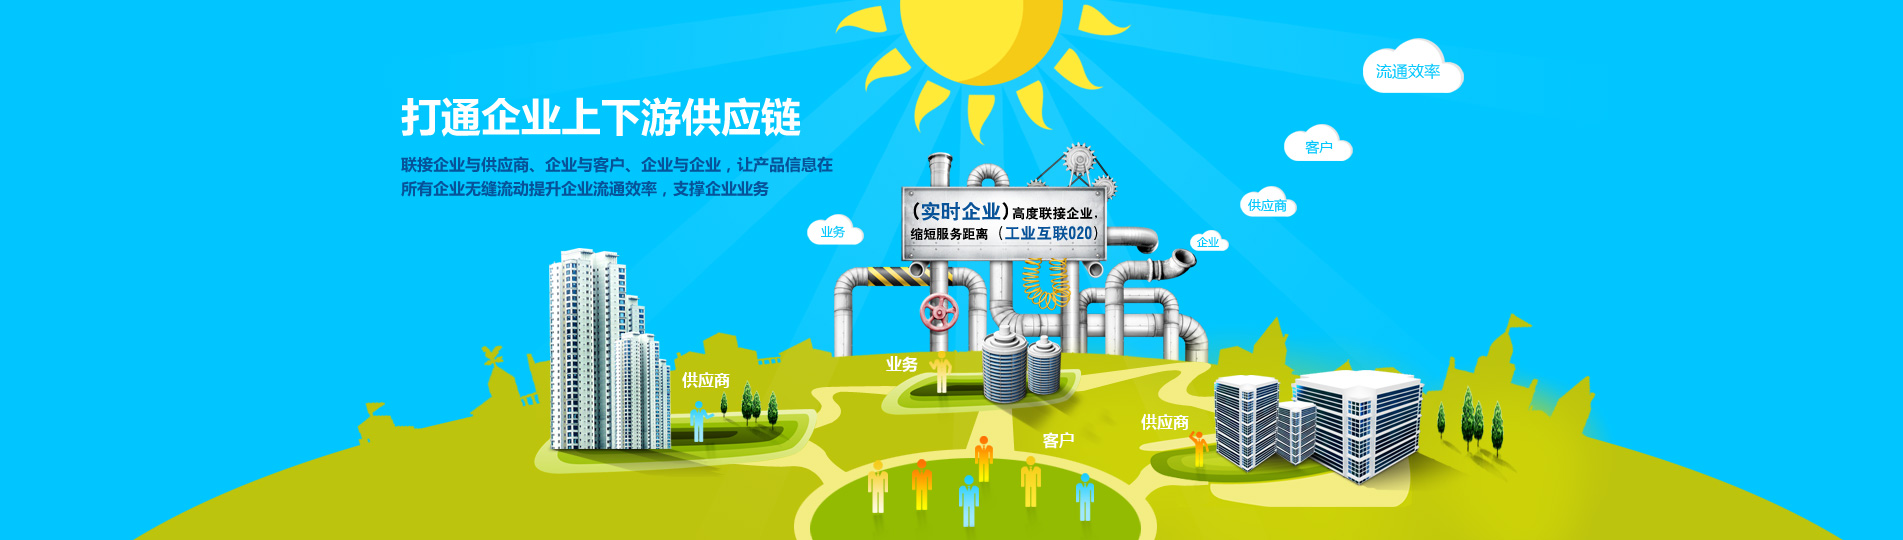 打通企业上下游供应链
联接企业与供应商、企业与客户、企业与企业，让产品信息在
所有企业无缝流动提升企业流通效率，支撑企业业务
流通效率
客户
供应商
企业
业务
(实时企业)高度联接企业,
缩短服务距离（工业互联O2O）
业务
供应商
供应商
客户